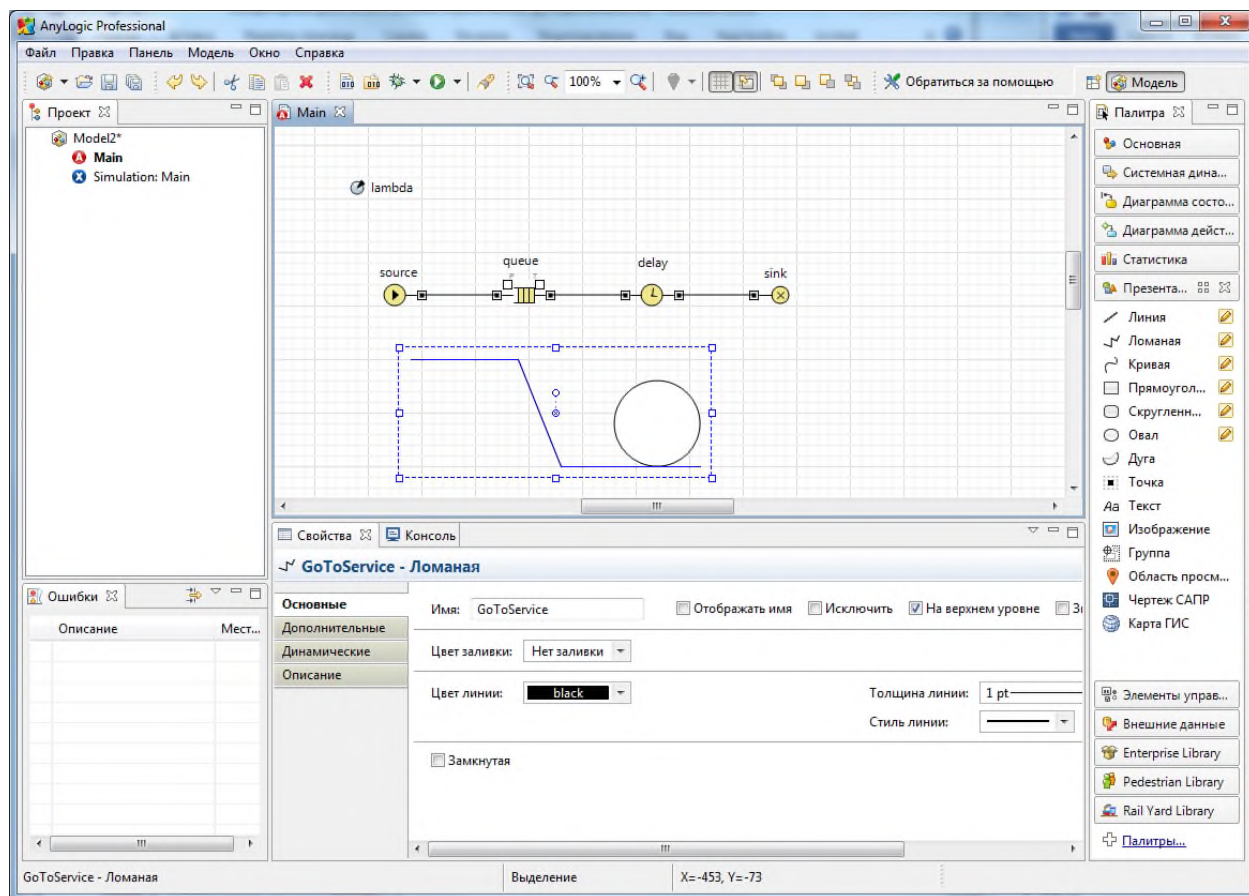 AnyLogic Professional
Файл Правка Панель Модель Окно Справка
100% Обратиться за помощью Модель
Проект
Model2*
Main
Simulation: Main
Main
lambda
source
queue
delay
sink
Палитра
Основная
Системная дина...
Диаграмма состо...
Диаграмма дейст...
Статистика
Презента...
Линия
Ломаная
Кривая
Прямоугол...
Скругленн...
Овал
Дуга
Точка
Текст
Изображение
Группа
Область просм...
Чертеж САПР
Карта ГИС
Элементы управ...
Внешние данные
Enterprise Library
Pedestrian Library
Rail Yard Library
Палитры...
Ошибки
Описание Мест...
Свойства Консоль
GoToService - Ломаная
Основные
Дополнительные
Динамические
Описание
Имя: GoToService Отображать имя Исключить На верхнем уровне
Цвет заливки: Нет заливки
Цвет линии: black Толщина линии: 1 pt
Стиль линии:
Замкнутая
GoToService - Ломаная Выделение X=-453, Y=-73